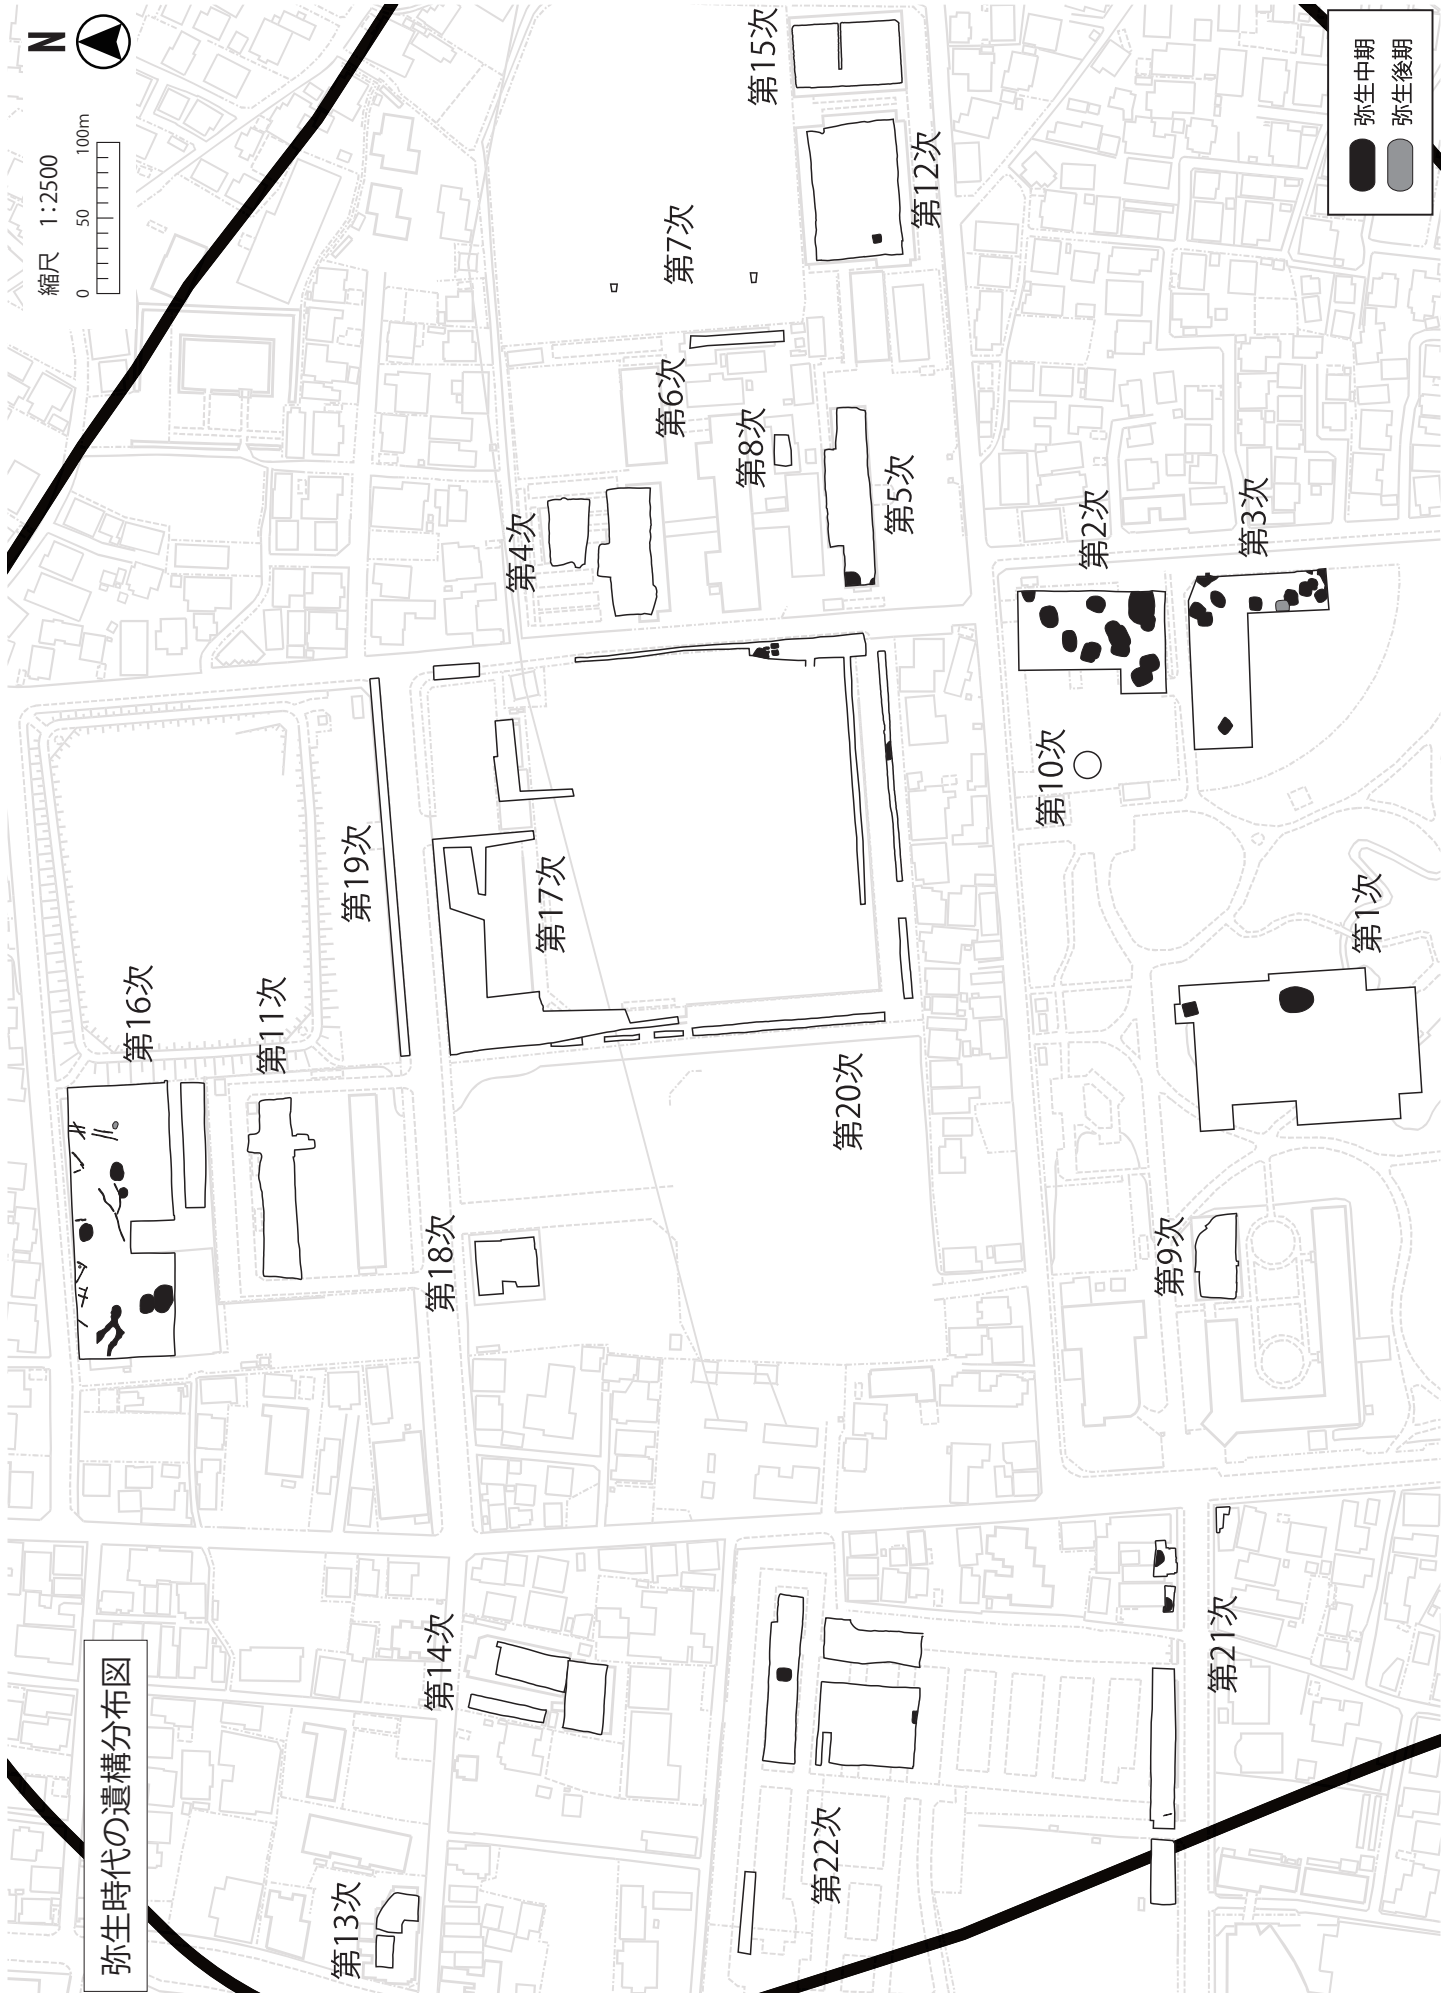 弥生時代の遺構分布図
第13次
第14次
第22次
第21次
第16次
第11次
第18次
第19次
第17次
第20次
第9次
第1次
第10次
第2次
第3次
第4次
第5次
第6次
第8次
第7次
第12次
第15次
縮尺 1:2500
0 50 100m
N
弥生中期
弥生後期